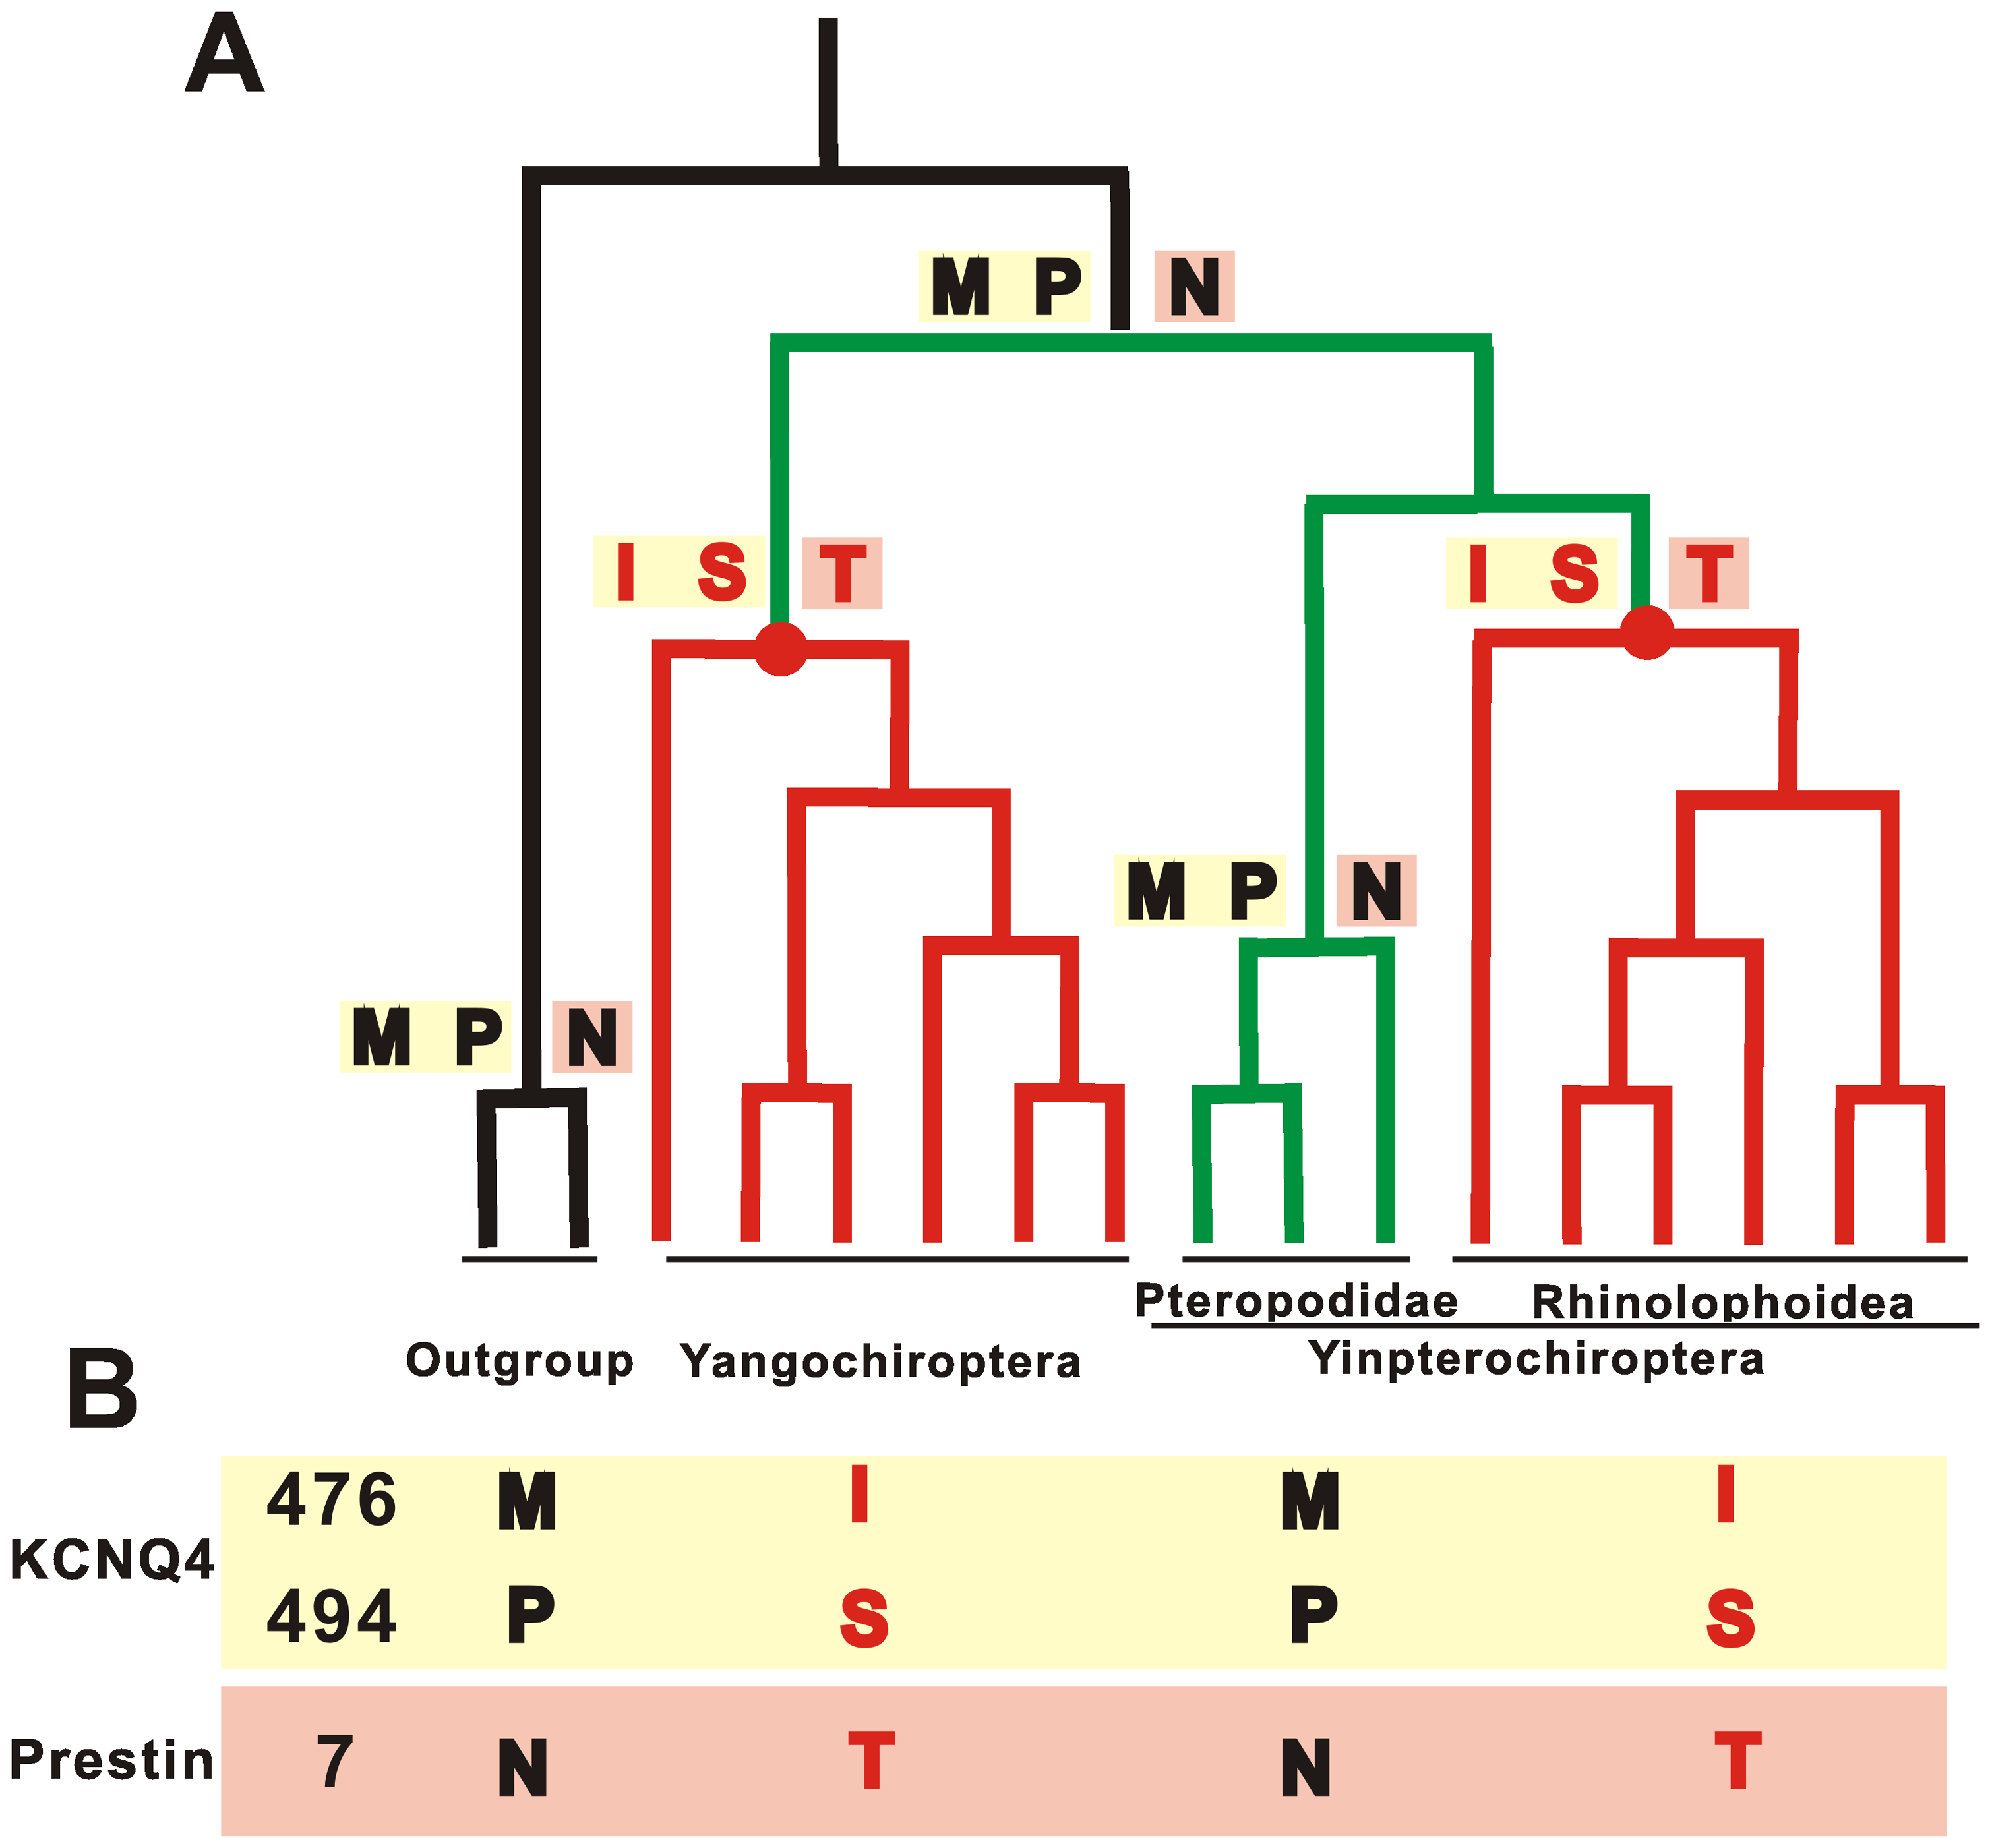 A
M P N
I S T I S T
M P N
M P N
Pteropodidae Rhinolophoidea
Outgroup Yangochiroptera Yinpterochiroptera
B
476 M I M I
KCNQ4
494 P S P S
Prestin 7 N T N T